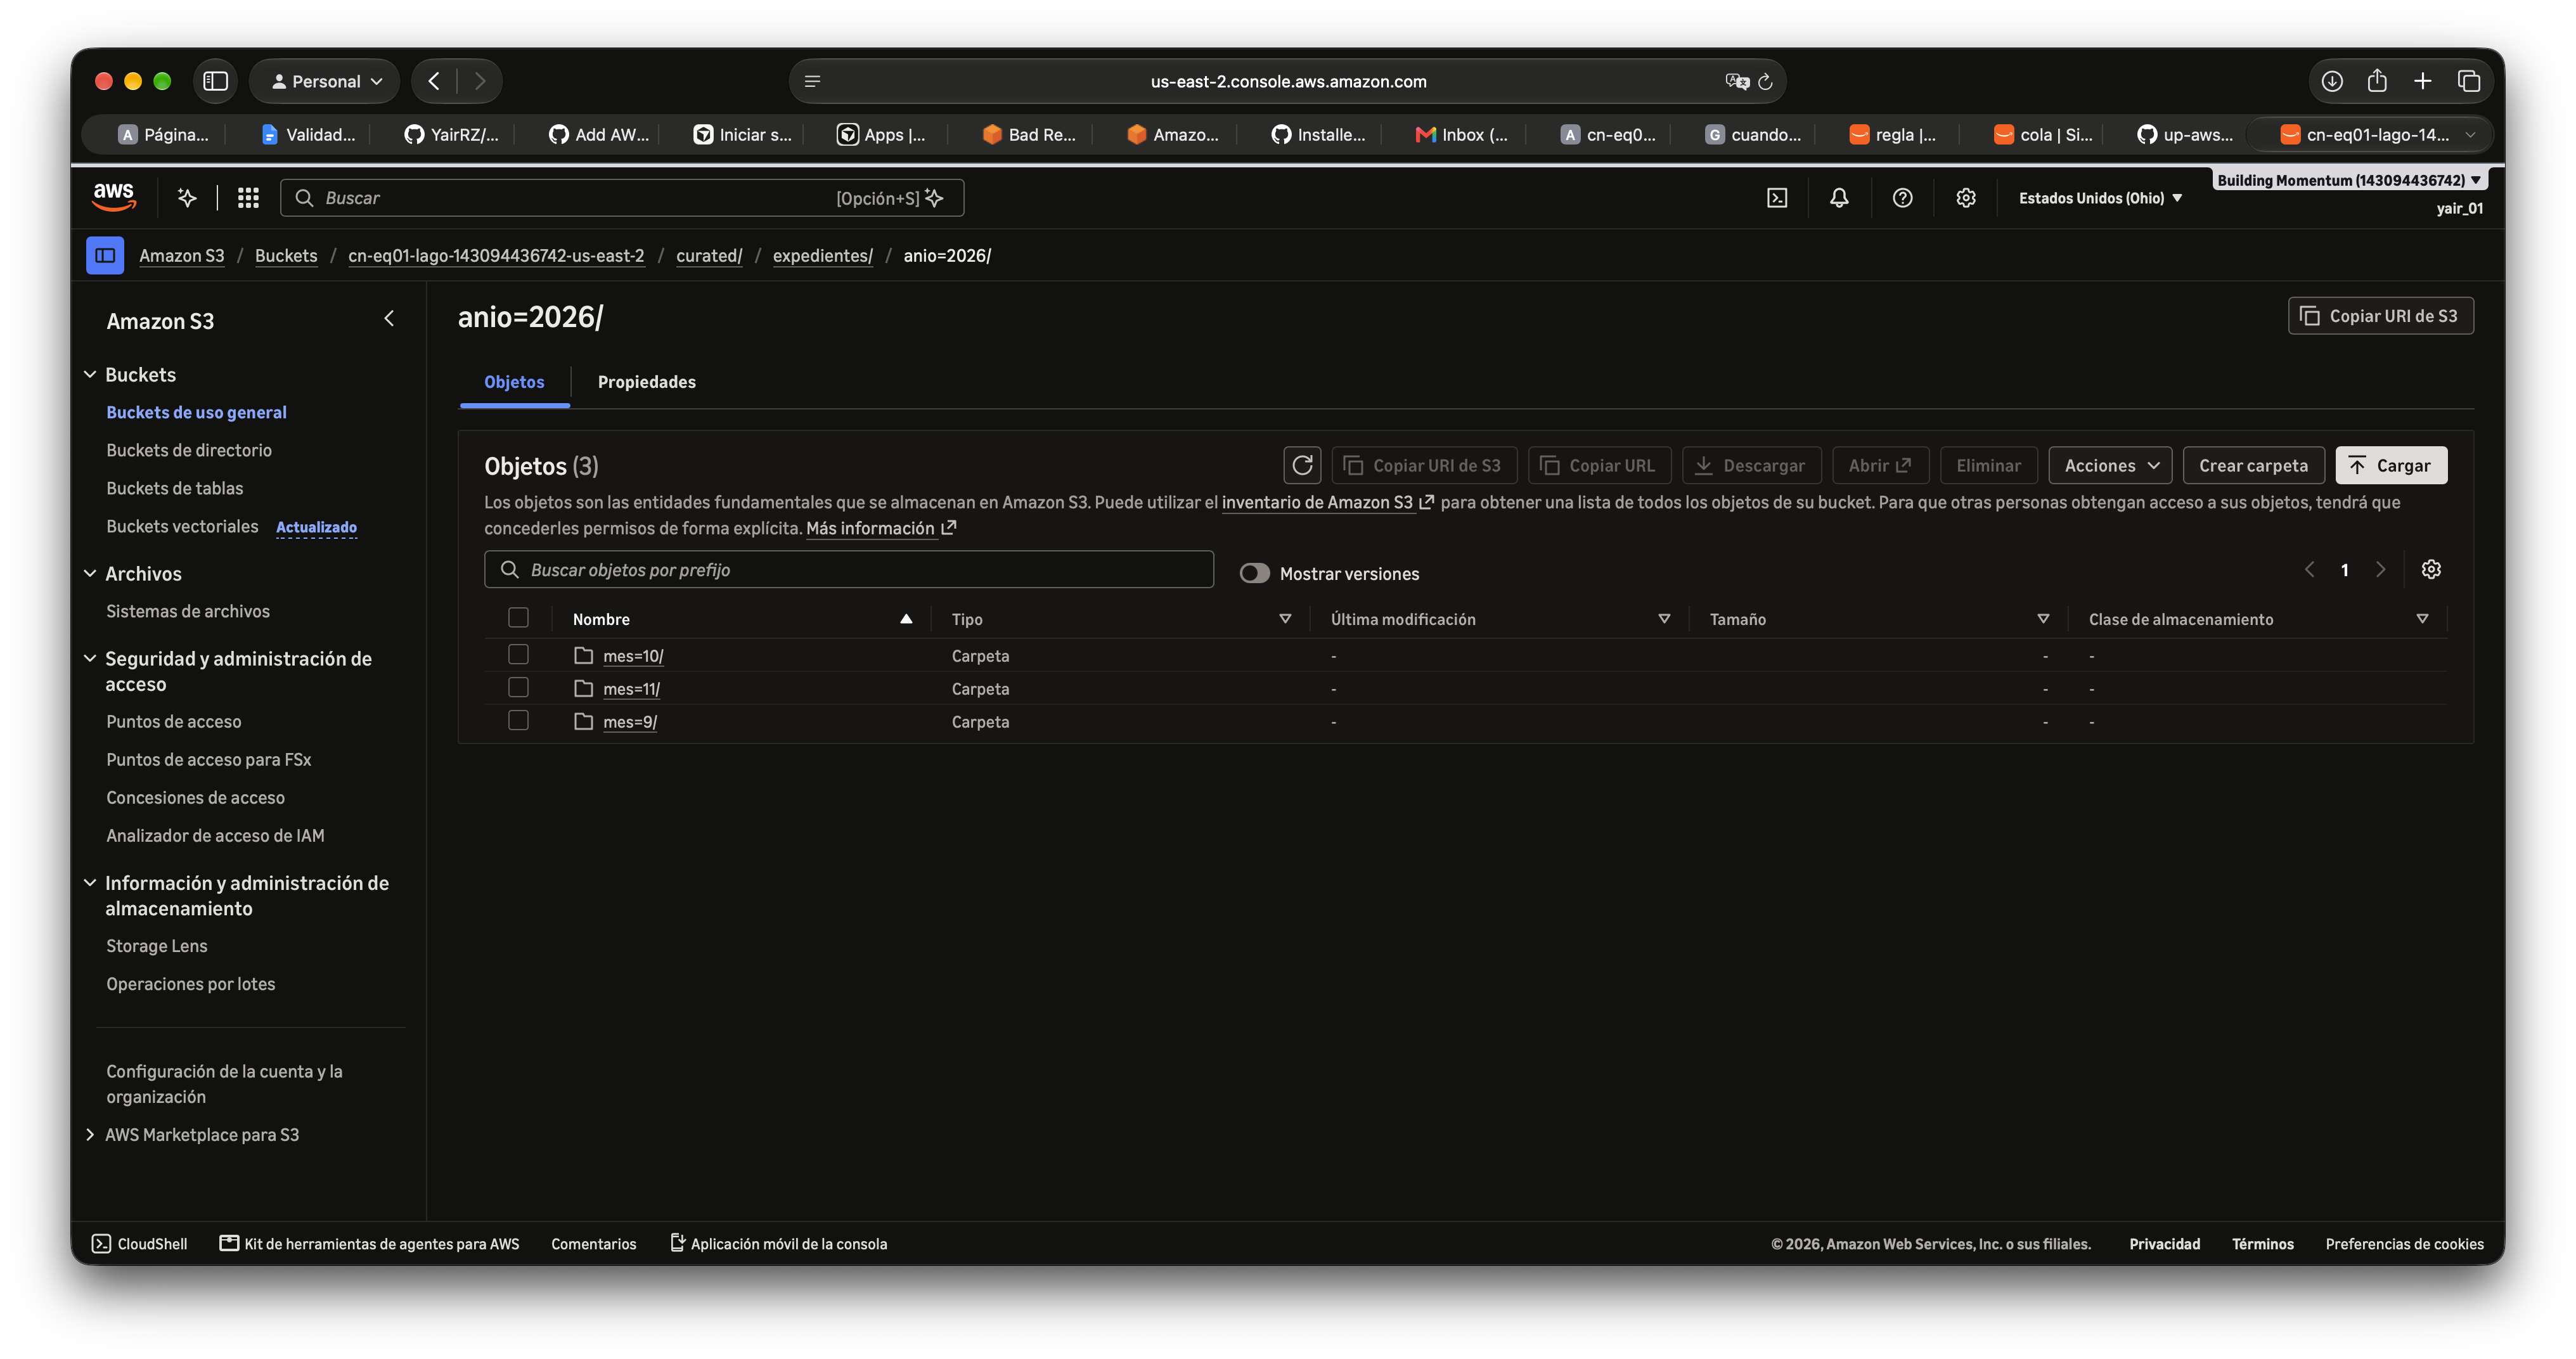 Personal
us-east-2.console.aws.amazon.com
Página...
Validad...
YairRZ/...
Add AW...
Iniciar s...
Apps |...
Bad Re...
Amazo...
Installe...
Inbox (...
cn-eq0...
cuando...
regla |...
cola | Si...
up-aws...
cn-eq01-lago-14...
aws
Buscar
[Opción+S]
Estados Unidos (Ohio)
Building Momentum (143094436742)
yair_01
Amazon S3 / Buckets / cn-eq01-lago-143094436742-us-east-2 / curated/ / expedientes/ / anio=2026/
Amazon S3
Buckets
Buckets de uso general
Buckets de directorio
Buckets de tablas
Buckets vectoriales Actualizado
Archivos
Sistemas de archivos
Seguridad y administración de
acceso
Puntos de acceso
Puntos de acceso para FSx
Concesiones de acceso
Analizador de acceso de IAM
Información y administración de
almacenamiento
Storage Lens
Operaciones por lotes
Configuración de la cuenta y la
organización
AWS Marketplace para S3
anio=2026/
Copiar URI de S3
Objetos
Propiedades
Objetos (3)
Copiar URI de S3
Copiar URL
Descargar
Abrir
Eliminar
Acciones
Crear carpeta
Cargar
Los objetos son las entidades fundamentales que se almacenan en Amazon S3. Puede utilizar el inventario de Amazon S3 para obtener una lista de todos los objetos de su bucket. Para que otras personas obtengan acceso a sus objetos, tendrá que
concederles permisos de forma explícita. Más información
Buscar objetos por prefijo
Mostrar versiones
1
Nombre Tipo Última modificación Tamaño Clase de almacenamiento
mes=10/ Carpeta - - -
mes=11/ Carpeta - - -
mes=9/ Carpeta - - -
CloudShell
Kit de herramientas de agentes para AWS
Comentarios
Aplicación móvil de la consola
© 2026, Amazon Web Services, Inc. o sus filiales.
Privacidad
Términos
Preferencias de cookies